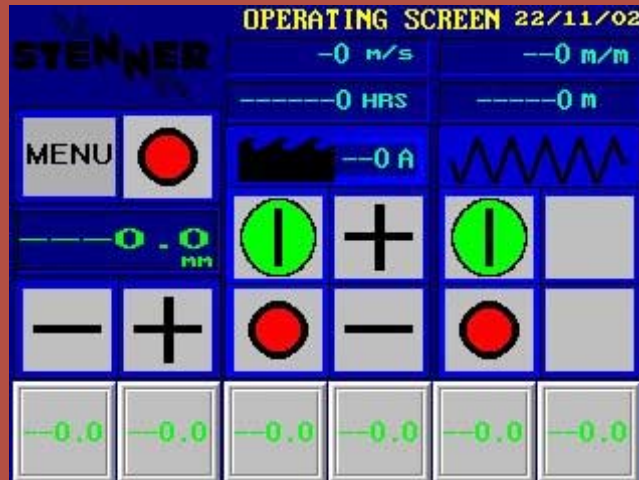 OPERATING SCREEN 22/11/02
STENNER
-0 m/s
--0 m/m
------0 HRS
-----0 m
MENU
--0 A
---0.0
mm
--0.0 --0.0 --0.0 --0.0 --0.0 --0.0